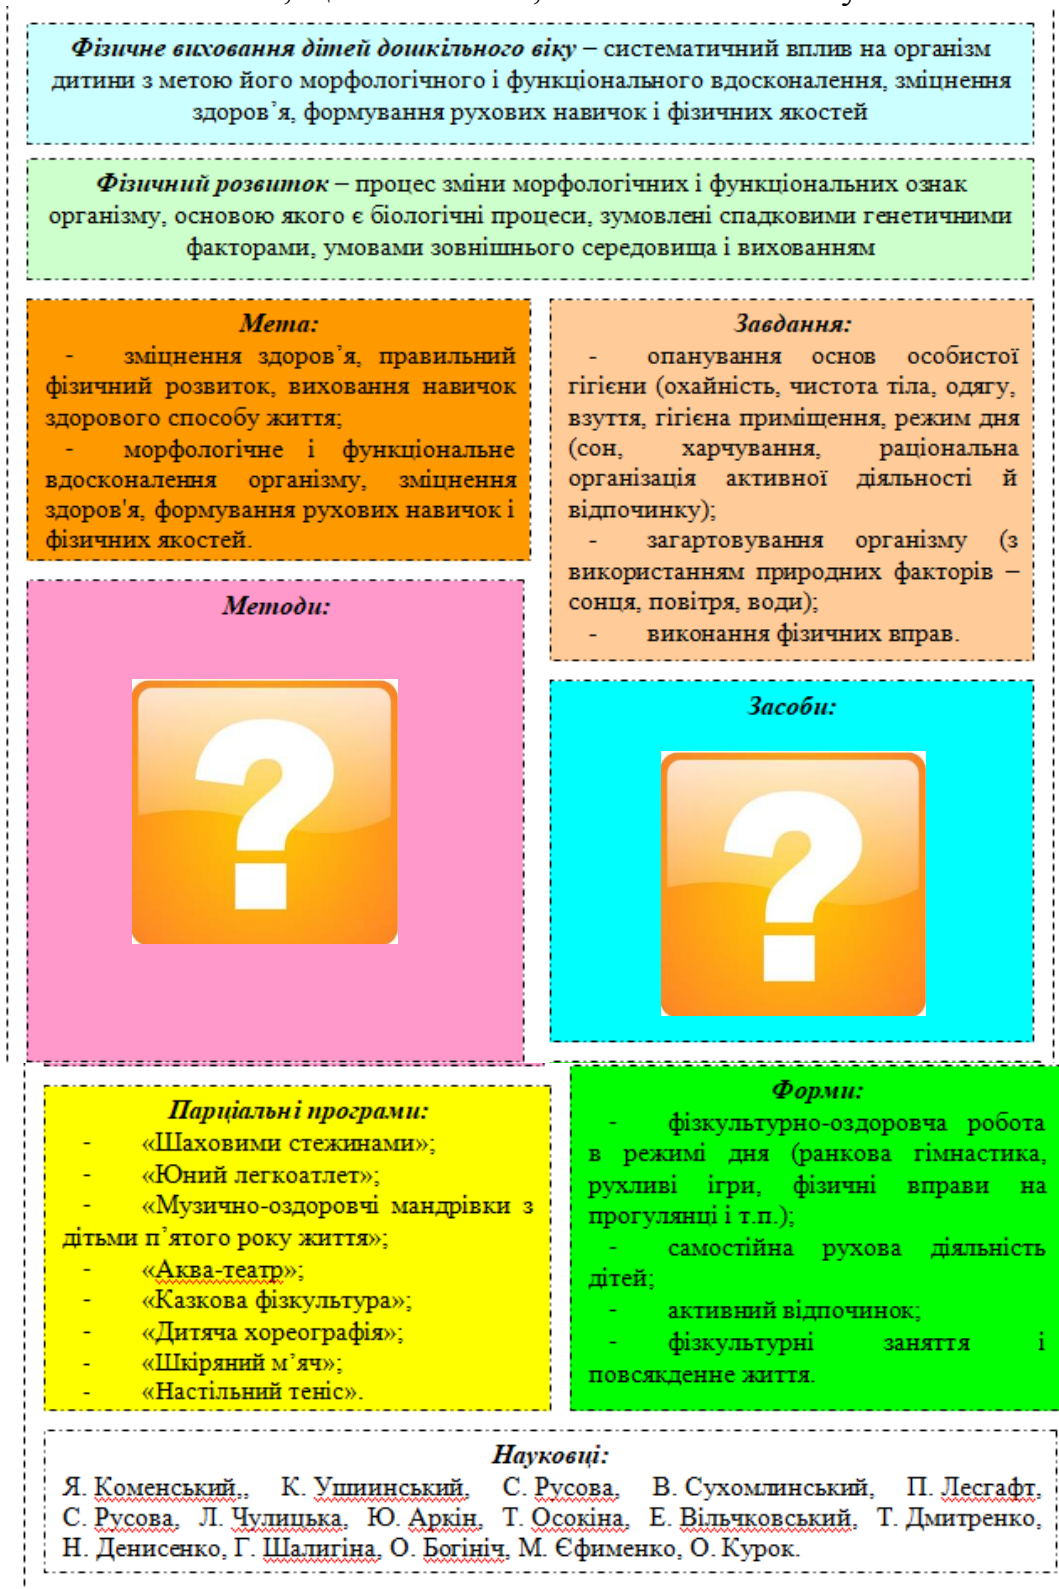 Фізичне виховання дітей дошкільного віку – систематичний вплив на організм
дитини з метою його морфологічного і функціонального вдосконалення, зміцнення
здоров’я, формування рухових навичок і фізичних якостей
Фізичний розвиток – процес зміни морфологічних і функціональних ознак
організму, основою якого є біологічні процеси, зумовлені спадковими генетичними
факторами, умовами зовнішнього середовища і вихованням
Мета:
- зміцнення здоров’я, правильний
фізичний розвиток, виховання навичок
здорового способу життя;
- морфологічне і функціональне
вдосконалення організму, зміцнення
здоров'я, формування рухових навичок і
фізичних якостей.
Завдання:
- опанування основ особистої
гігієни (охайність, чистота тіла, одягу,
взуття, гігієна приміщення, режим дня
(сон, харчування, раціональна
організація активної діяльності й
відпочинку);
- загартовування організму (з
використанням природних факторів –
сонця, повітря, води);
- виконання фізичних вправ.
Методи:
?
Засоби:
?
Парціальні програми:
- «Шаховими стежинами»;
- «Юний легкоатлет»;
- «Музично-оздоровчі мандрівки з
дітьми п’ятого року життя»;
- «Аква-театр»;
- «Казкова фізкультура»;
- «Дитяча хореографія»;
- «Шкіряний м’яч»;
- «Настільний теніс».
Форми:
- фізкультурно-оздоровча робота
в режимі дня (ранкова гімнастика,
рухливі ігри, фізичні вправи на
прогулянці і т.п.);
- самостійна рухова діяльність
дітей;
- активний відпочинок;
- фізкультурні заняття і
повсякденне життя.
Науковці:
Я. Коменський,, К. Ушиинський, С. Русова, В. Сухомлинський, П. Лесгафт,
С. Русова, Л. Чулицька, Ю. Аркін, Т. Осокіна, Е. Вільчковський, Т. Дмитренко,
Н. Денисенко, Г. Шалигіна, О. Богініч, М. Єфименко, О. Курок.